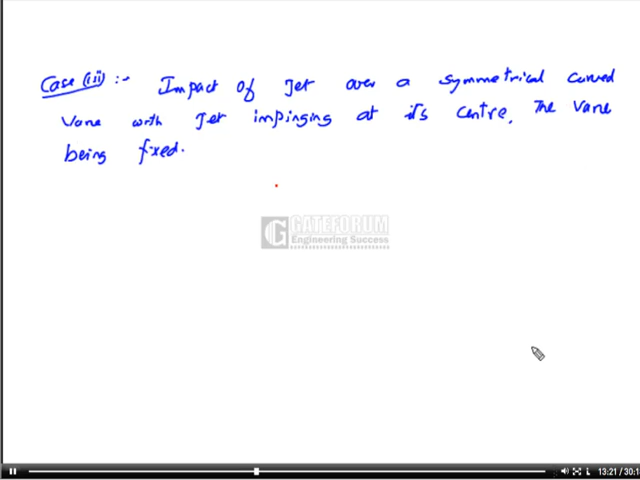 Case (iii) :- Impact of Jet over a symmetrical curved
Vane with Jet impinging at its centre, The Vane
being fixed.
GATEFORUM
Engineering Success
13:21 / 30:1